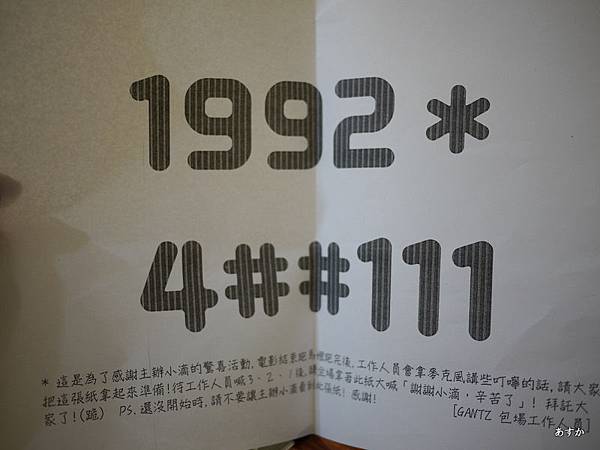 1992*
4##111
* 這是為了感謝主辦小滴的驚喜活動,電影結束跑馬燈跑完後,工作人員會拿麥克風講些叮嚀的話,請大家
把這張紙拿起來準備!待工作人員喊3、2、1後,請全場拿著此紙大喊「謝謝小滴,辛苦了」! 拜託大
家了!(跪) PS.還沒開始時,請不要讓主辦小滴看到此張紙! 感謝! [GANTZ 包場工作人員]
あすか